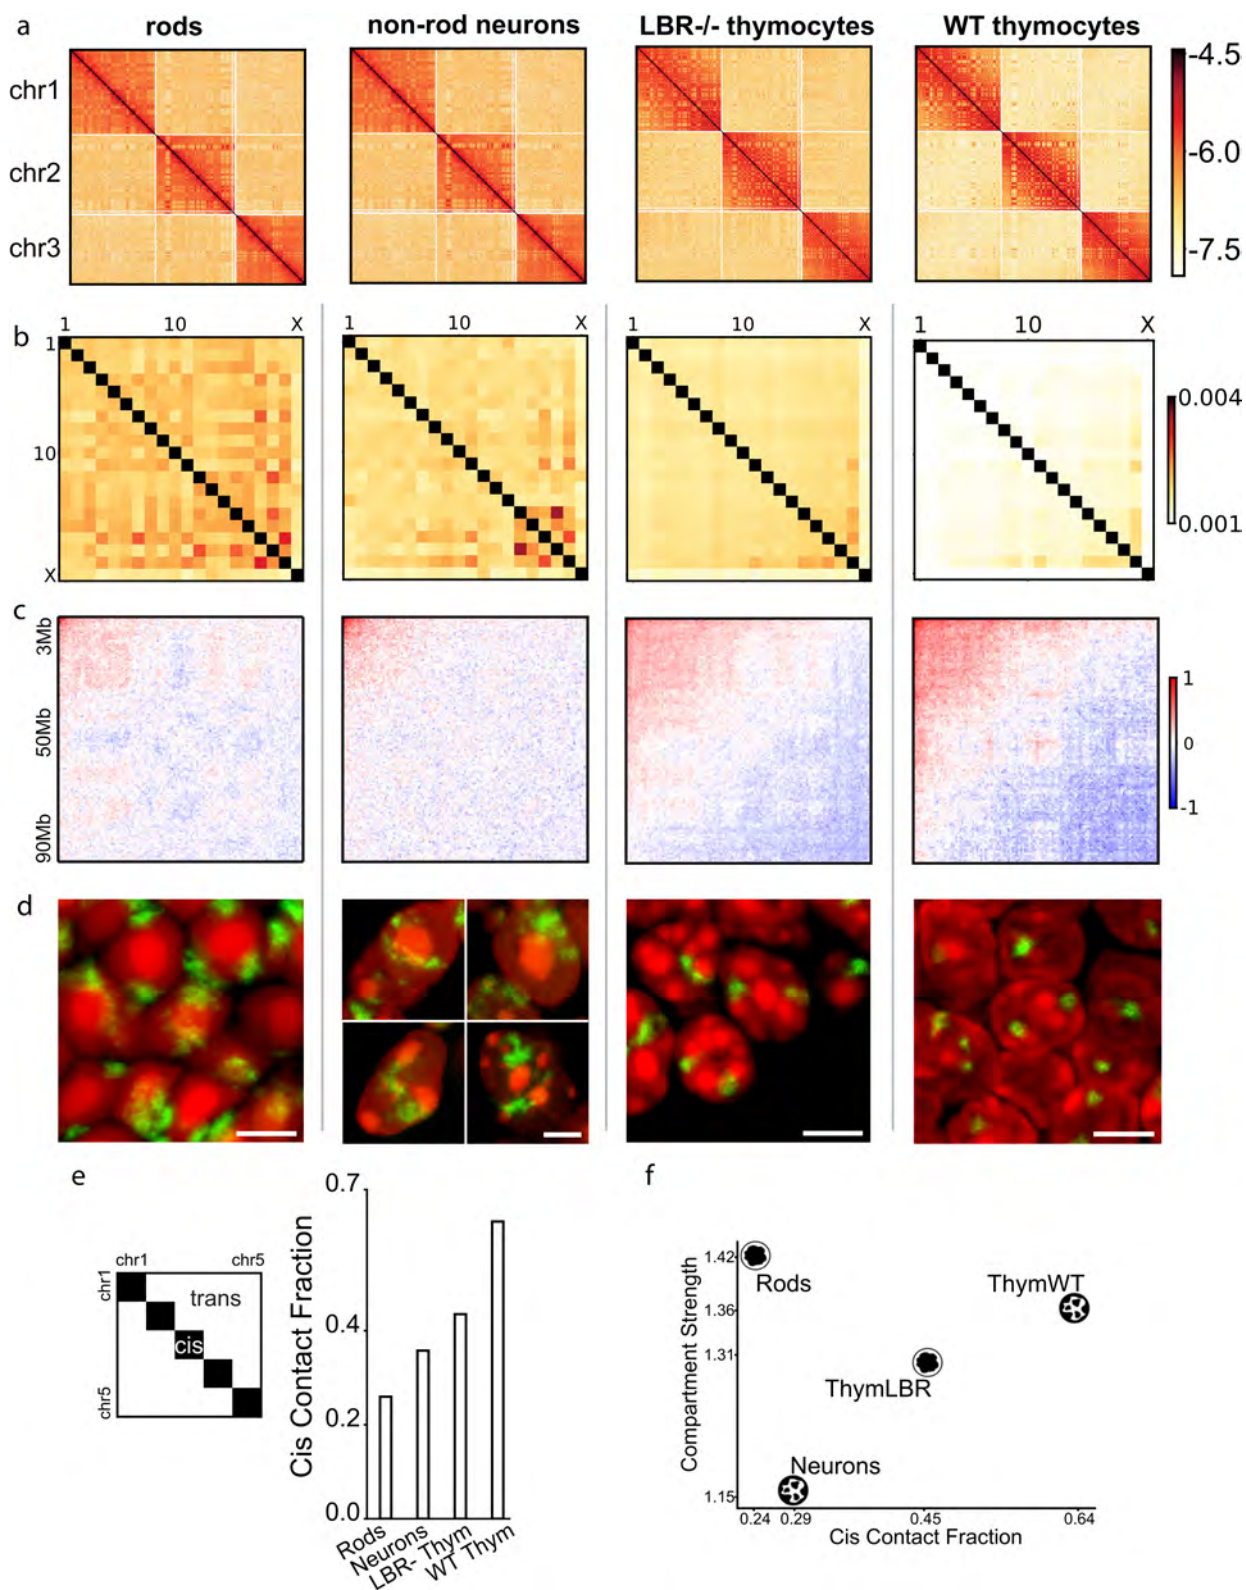 a
rods
non-rod neurons
LBR-/- thymocytes
WT thymocytes
chr1
chr2
chr3
-4.5
-6.0
-7.5
b
1 10 X
1 10 X
1 10 X
1 10 X
1
10
X
0.004
0.001
c
3Mb
50Mb
90Mb
1
0
-1
d
e
chr1 chr5
chr1
trans
cis
chr5
Cis Contact Fraction
0.7
0.4
0.2
0.0
Rods
Neurons
LBR- Thym
WT Thym
f
Compartment Strength
1.42
1.36
1.31
1.15
Rods
ThymWT
ThymLBR
Neurons
0.24 0.29 0.45 0.64
Cis Contact Fraction